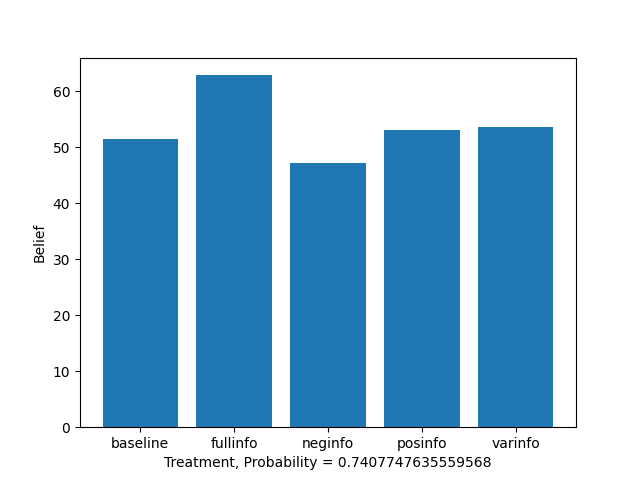 60
50
40
30
20
10
0
Belief
baseline fullinfo neginfo posinfo varinfo
Treatment, Probability = 0.7407747635559568